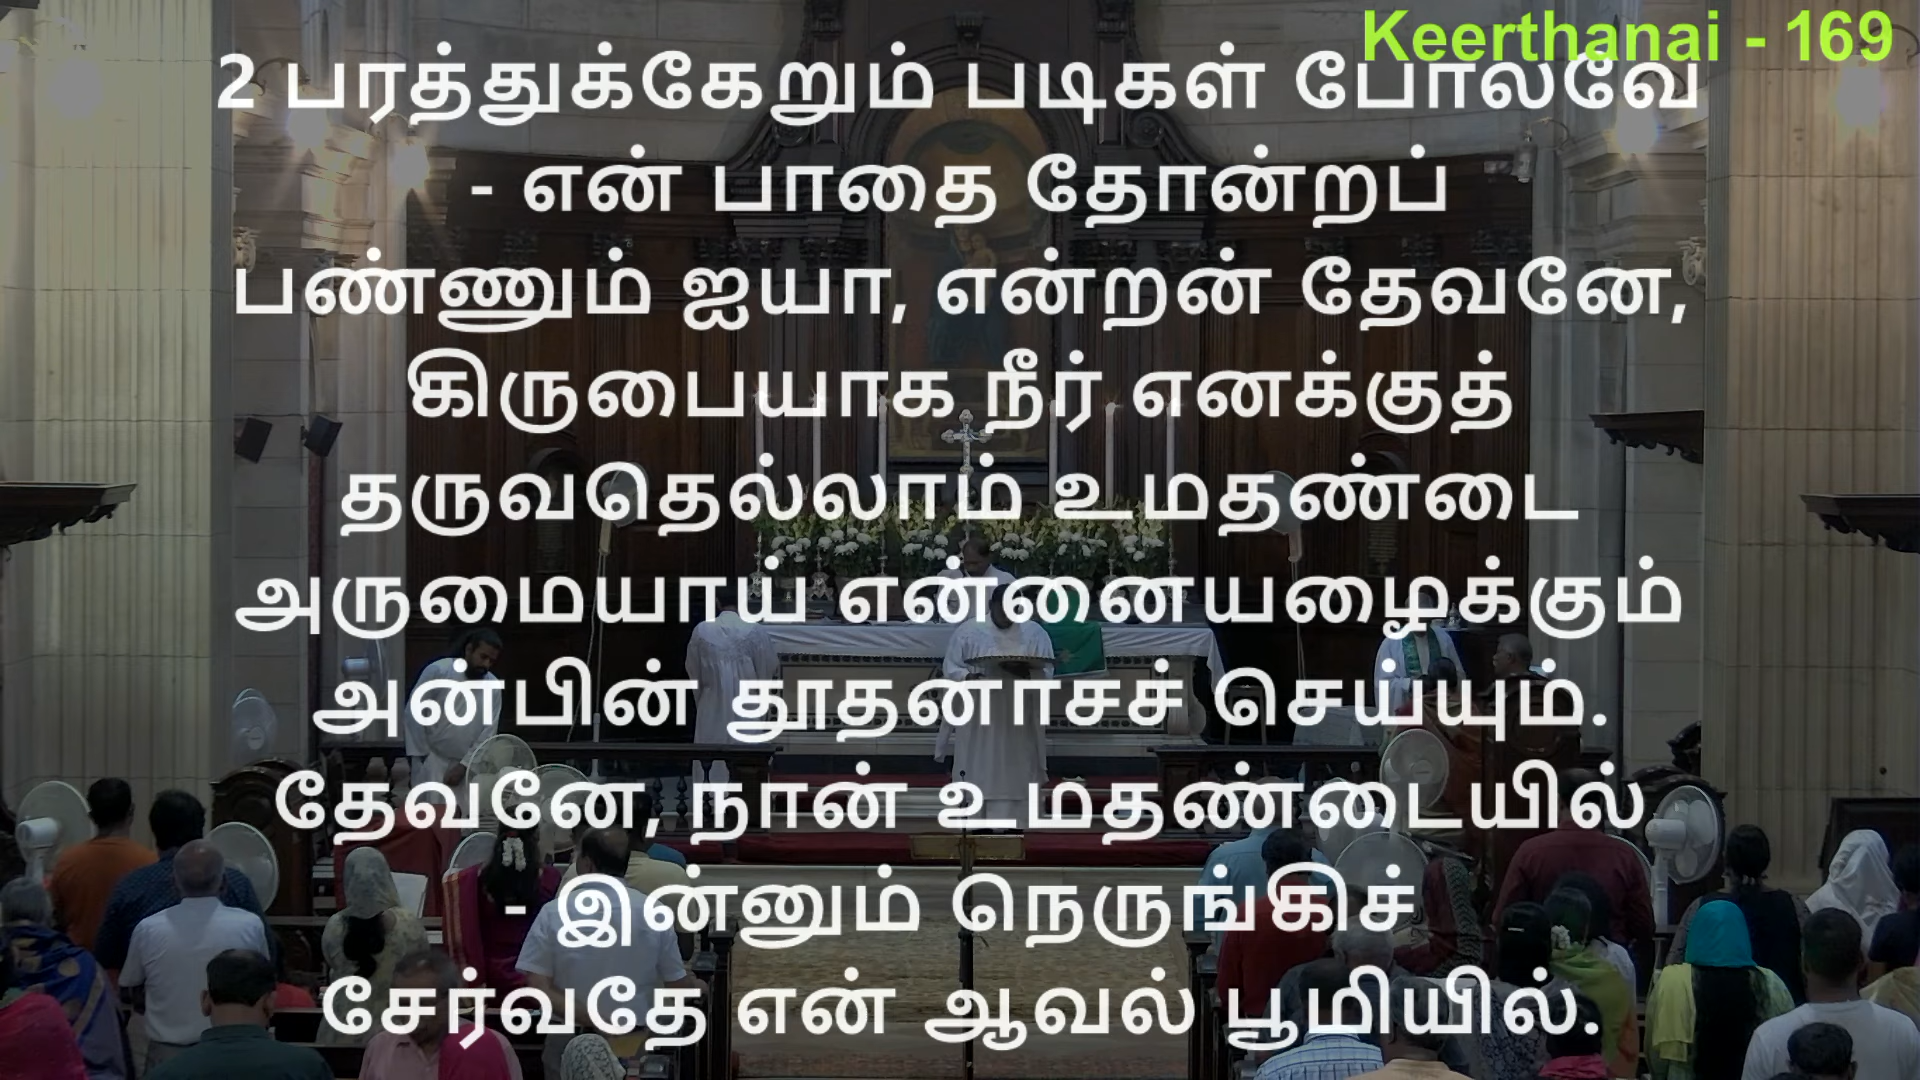 Keerthanai - 169
2 பரத்துக்கேறும் படிகள் போலவே
- என் பாதை தோன்றப்
பண்ணும் ஐயா, என்றன் தேவனே,
கிருபையாக நீர் எனக்குத்
தருவதெல்லாம் உமதண்டை
அருமையாய் என்னையழைக்கும்
அன்பின் தூதனாசச் செய்யும்.
தேவனே, நான் உமதண்டையில்
- இன்னும் நெருங்கிச்
சேர்வதே என் ஆவல் பூமியில்.